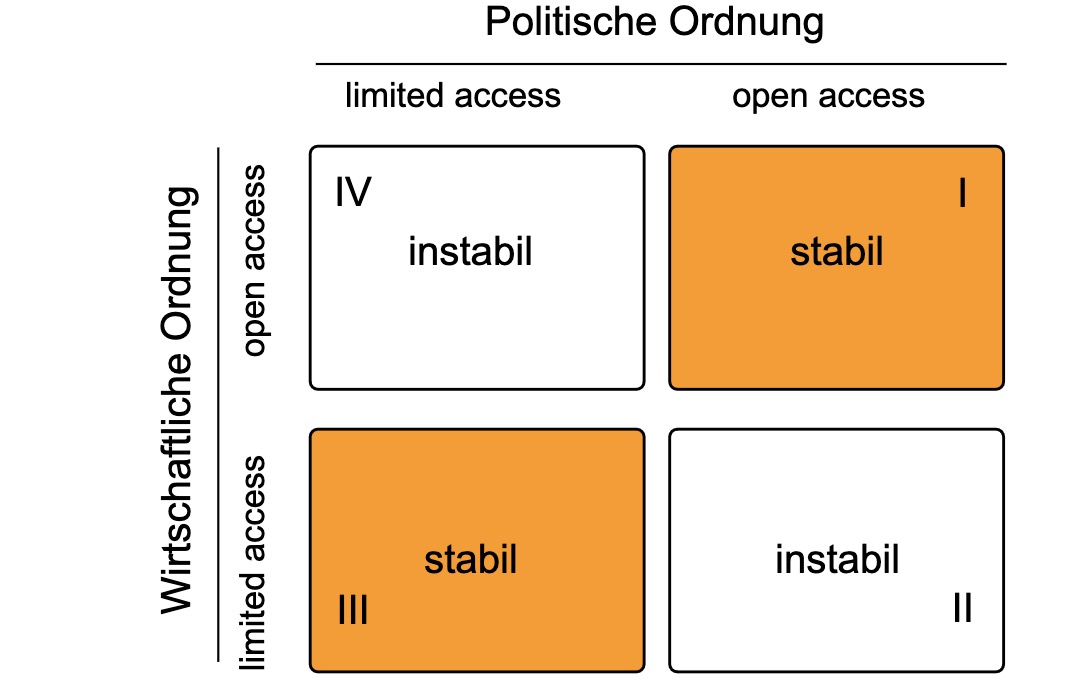 Politische Ordnung
limited access
open access
Wirtschaftliche Ordnung
open access
IV
instabil
I
stabil
limited access
stabil
III
instabil
II